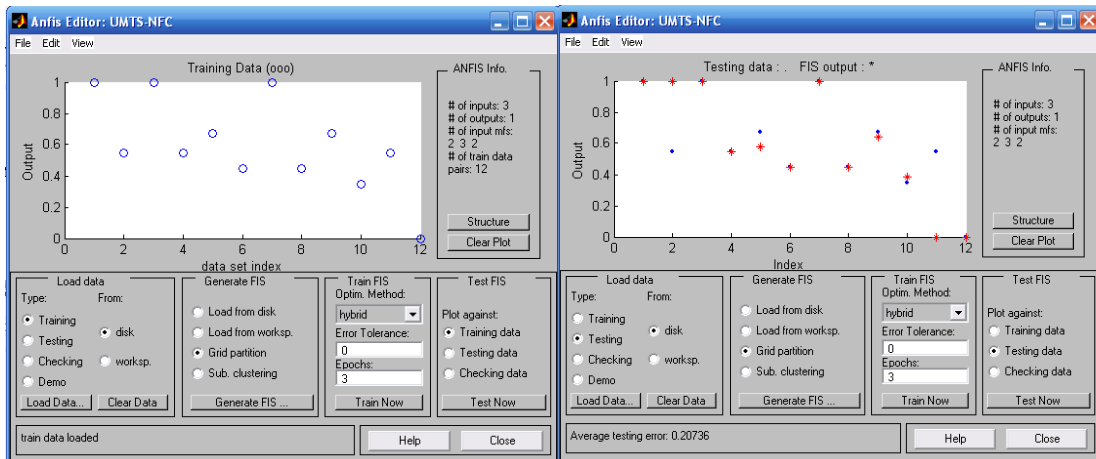 Anfis Editor: UMTS-NFC
File Edit View
Training Data (ooo)
1
0.8
0.6
0.4
0.2
0
Output
0 2 4 6 8 10 12
data set index
ANFIS Info.
# of inputs: 3
# of outputs: 1
# of input mfs:
2 3 2
# of train data
pairs: 12
Structure
Clear Plot
Load data
Type: From:
Training
Testing
Checking
Demo
disk
worksp.
Load Data... Clear Data
Generate FIS
Load from disk
Load from worksp.
Grid partition
Sub. clustering
Generate FIS ...
Train FIS
Optim. Method:
hybrid
Error Tolerance:
0
Epochs:
3
Train Now
Test FIS
Plot against:
Training data
Testing data
Checking data
Test Now
train data loaded
Help Close
Anfis Editor: UMTS-NFC
File Edit View
Testing data : . FIS output : *
1
0.8
0.6
0.4
0.2
0
Output
0 2 4 6 8 10 12
Index
ANFIS Info.
# of inputs: 3
# of outputs: 1
# of input mfs:
2 3 2
Structure
Clear Plot
Load data
Type: From:
Training
Testing
Checking
Demo
disk
worksp.
Load Data... Clear Data
Generate FIS
Load from disk
Load from worksp.
Grid partition
Sub. clustering
Generate FIS ...
Train FIS
Optim. Method:
hybrid
Error Tolerance:
0
Epochs:
3
Train Now
Test FIS
Plot against:
Training data
Testing data
Checking data
Test Now
Average testing error: 0.20736
Help Close